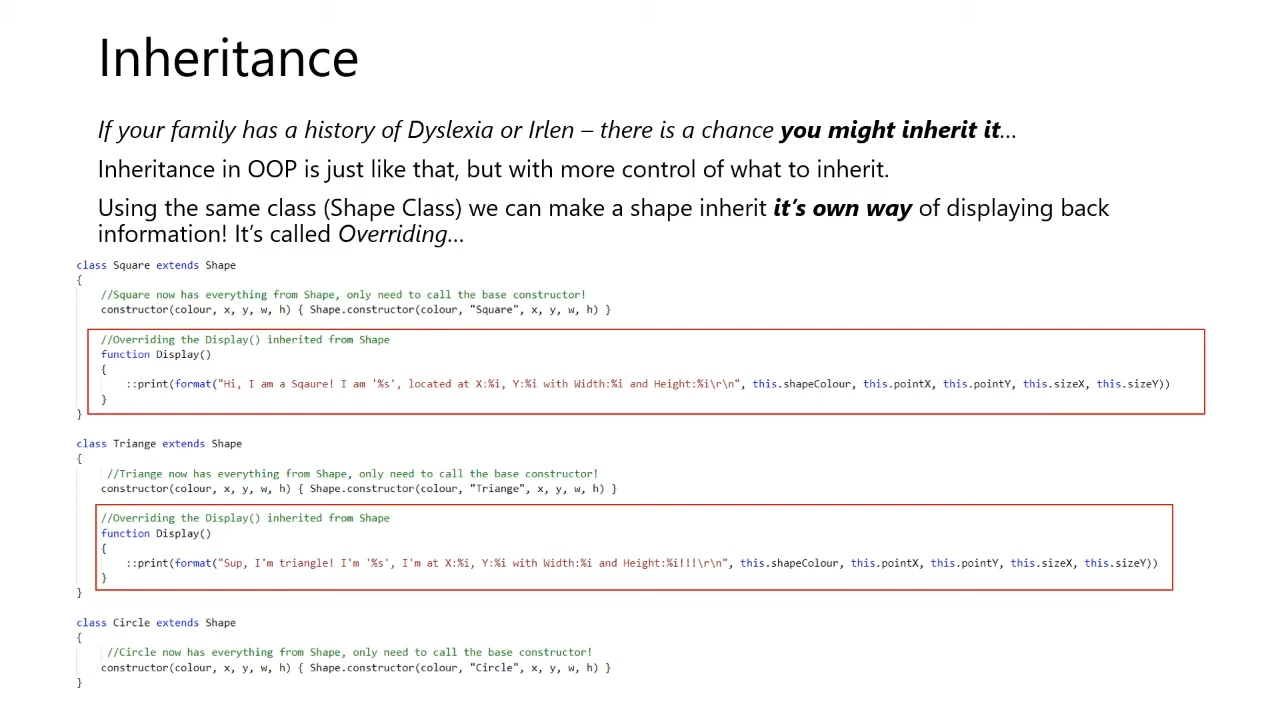 Inheritance
If your family has a history of Dyslexia or Irlen – there is a chance you might inherit it…
Inheritance in OOP is just like that, but with more control of what to inherit.
Using the same class (Shape Class) we can make a shape inherit it’s own way of displaying back
information! It’s called Overriding…
class Square extends Shape
{
//Square now has everything from Shape, only need to call the base constructor!
constructor(colour, x, y, w, h) { Shape.constructor(colour, "Square", x, y, w, h) }
//Overriding the Display() inherited from Shape
function Display()
{
::print(format("Hi, I am a Sqaure! I am '%s', located at X:%i, Y:%i with Width:%i and Height:%i\r\n", this.shapeColour, this.pointX, this.pointY, this.sizeX, this.sizeY))
}
}
class Triange extends Shape
{
//Triange now has everything from Shape, only need to call the base constructor!
constructor(colour, x, y, w, h) { Shape.constructor(colour, "Triange", x, y, w, h) }
//Overriding the Display() inherited from Shape
function Display()
{
::print(format("Sup, I'm triangle! I'm '%s', I'm at X:%i, Y:%i with Width:%i and Height:%i!!!\r\n", this.shapeColour, this.pointX, this.pointY, this.sizeX, this.sizeY))
}
}
class Circle extends Shape
{
//Circle now has everything from Shape, only need to call the base constructor!
constructor(colour, x, y, w, h) { Shape.constructor(colour, "Circle", x, y, w, h) }
}